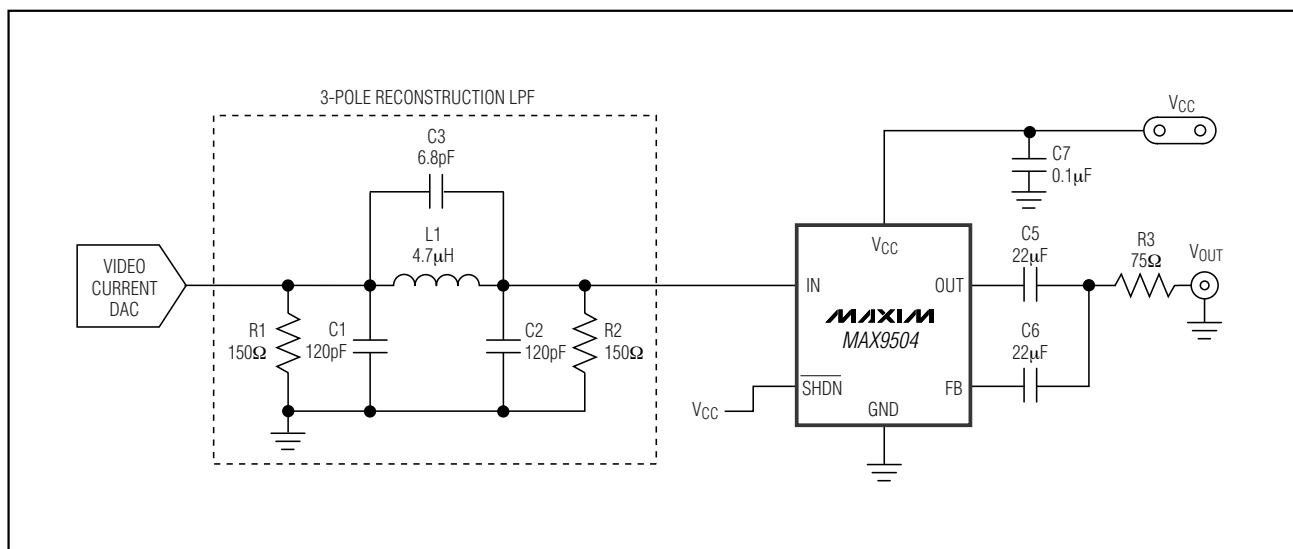 3-POLE RECONSTRUCTION LPF
C3
6.8pF
L1
4.7μH
VIDEO
CURRENT
DAC
R1
150Ω
C1
120pF
C2
120pF
R2
150Ω
VCC
C7
0.1μF
VCC
IN
OUT
MAXIM
MAX9504
SHDN
FB
GND
VCC
C5
22μF
C6
22μF
R3
75Ω
VOUT